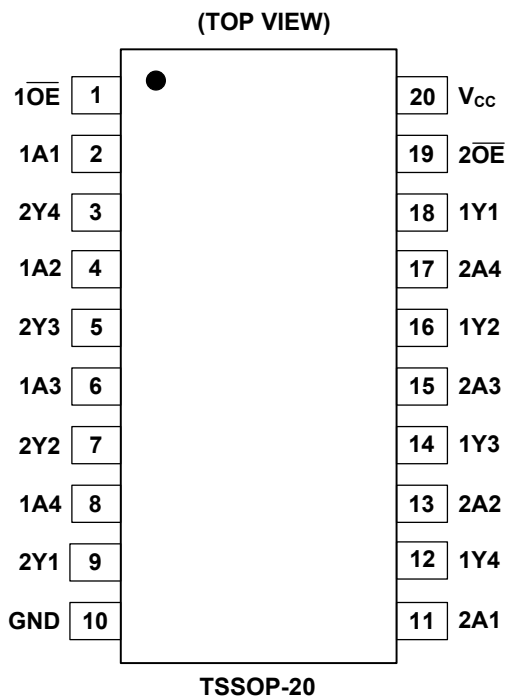 (TOP VIEW)
1O̅E̅ 1 20 VCC
1A1 2 19 2O̅E̅
2Y4 3 18 1Y1
1A2 4 17 2A4
2Y3 5 16 1Y2
1A3 6 15 2A3
2Y2 7 14 1Y3
1A4 8 13 2A2
2Y1 9 12 1Y4
GND 10 11 2A1
TSSOP-20